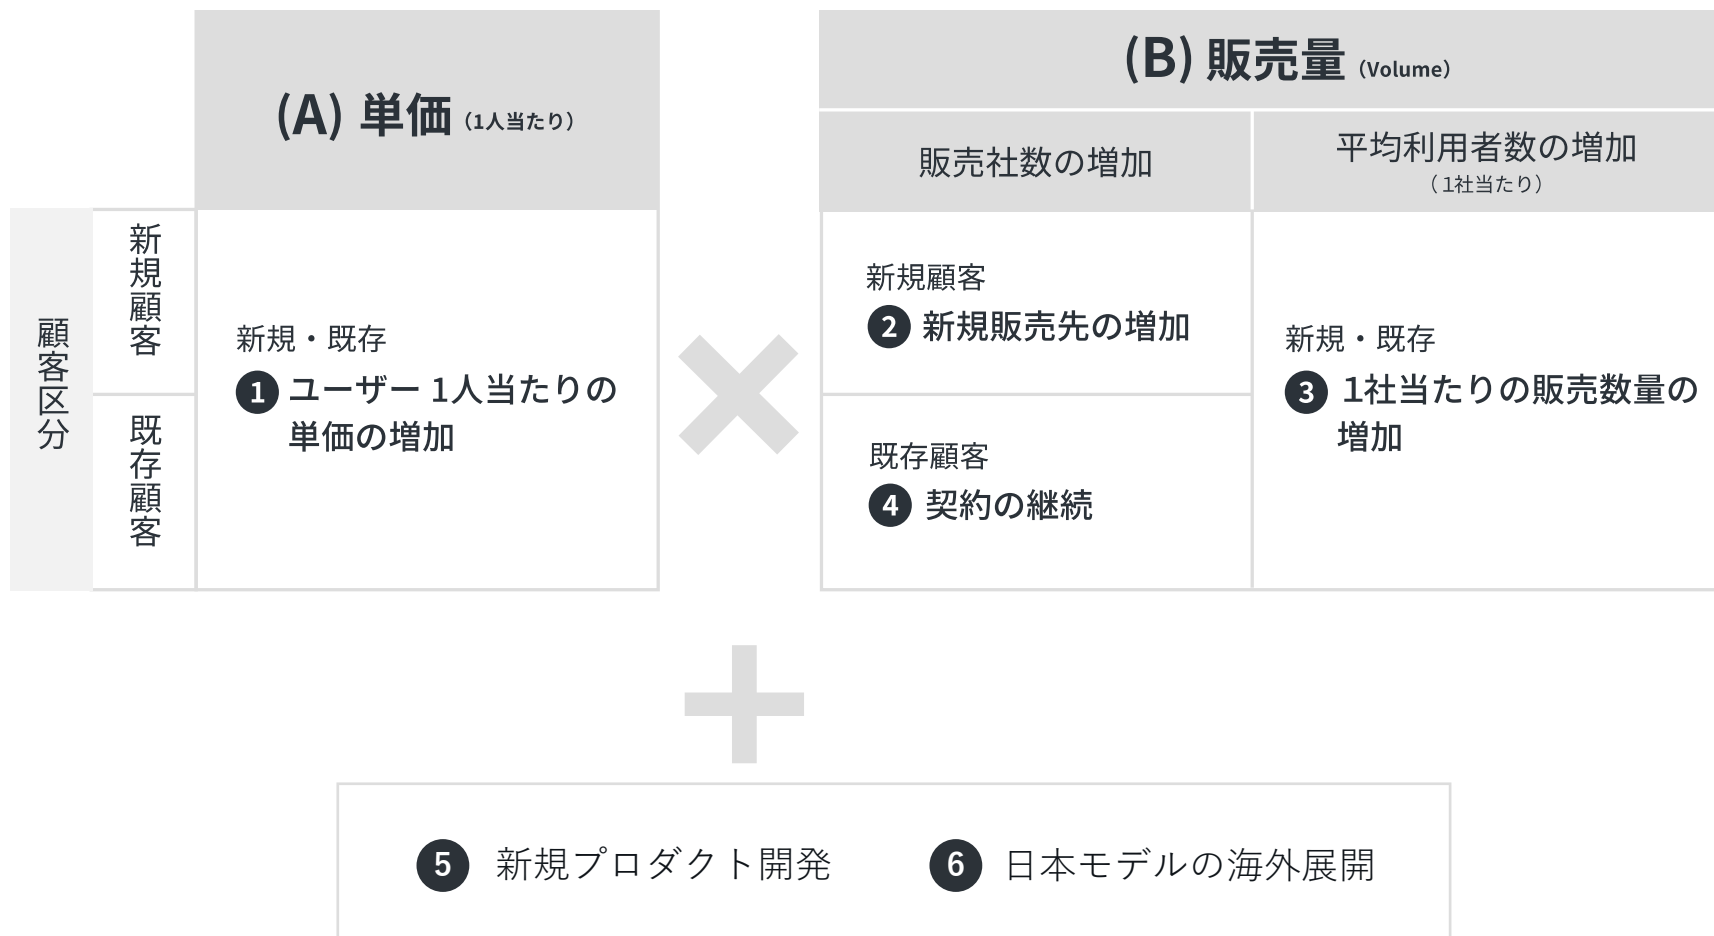 (A) 単価（1人当たり）
(B) 販売量（Volume）
販売社数の増加
平均利用者数の増加
（1社当たり）
顧客区分
新規顧客
既存顧客
新規・既存
1 ユーザー 1人当たりの
単価の増加
新規顧客
2 新規販売先の増加
既存顧客
4 契約の継続
新規・既存
3 1社当たりの販売数量の
増加
5 新規プロダクト開発
6 日本モデルの海外展開